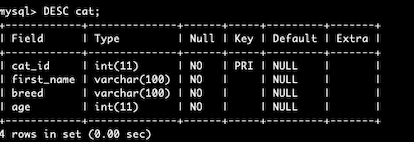 mysql> DESC cat;
+------------+--------------+------+-----+---------+-------+
| Field      | Type         | Null | Key | Default | Extra |
+------------+--------------+------+-----+---------+-------+
| cat_id     | int(11)      | NO   | PRI | NULL    |       |
| first_name | varchar(100) | NO   |     | NULL    |       |
| breed      | varchar(100) | NO   |     | NULL    |       |
| age        | int(11)      | NO   |     | NULL    |       |
+------------+--------------+------+-----+---------+-------+
4 rows in set (0.00 sec)